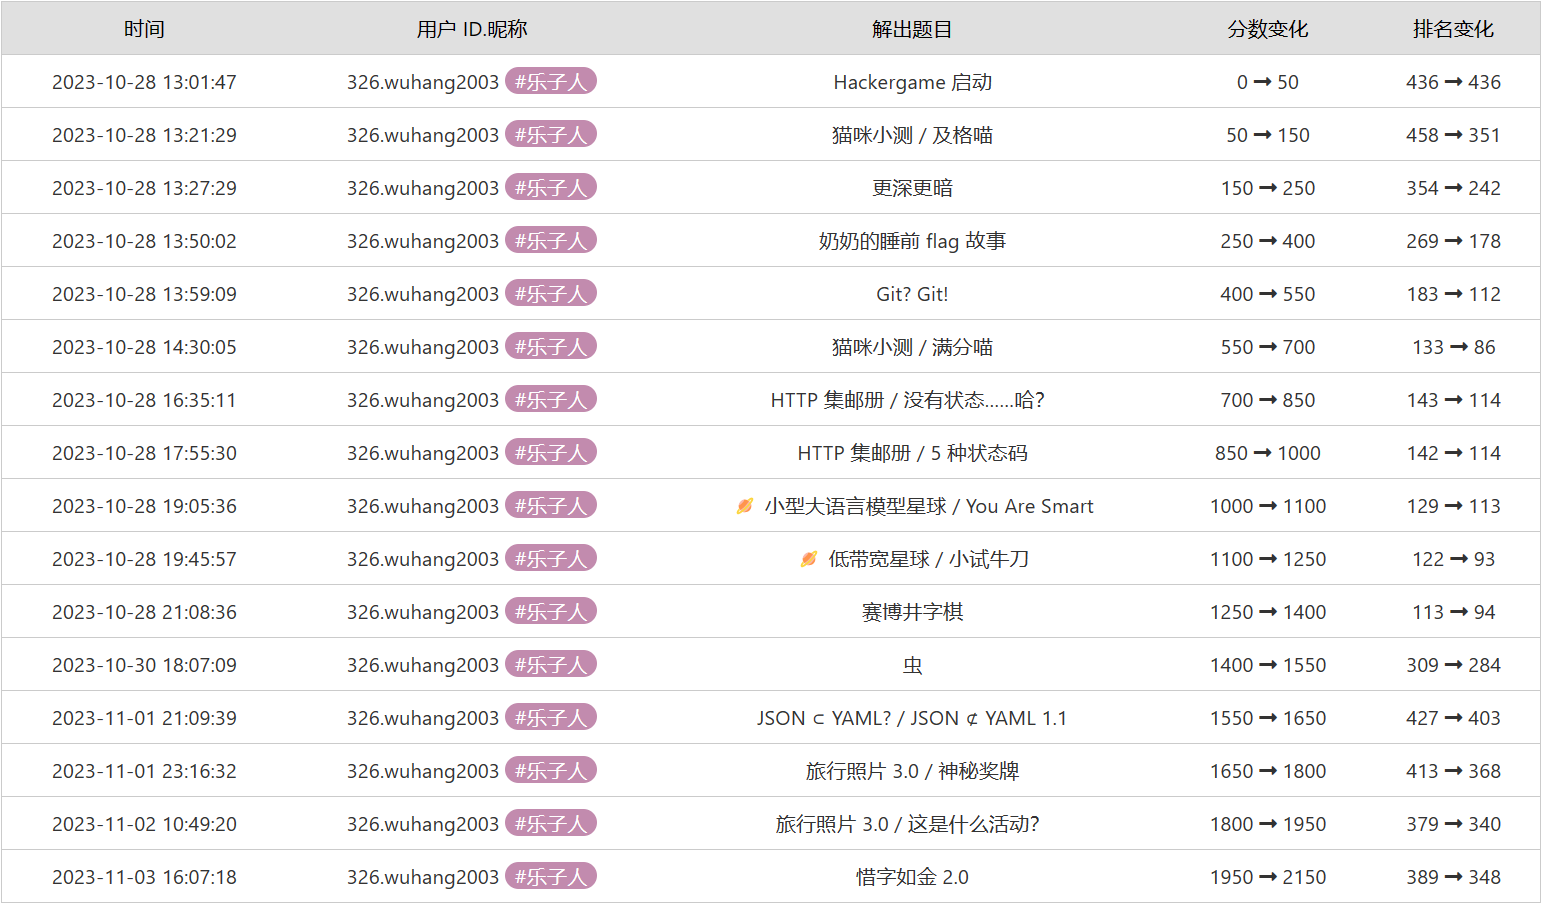 时间 用户 ID.昵称 解出题目 分数变化 排名变化
2023-10-28 13:01:47 326.wuhang2003 #乐子人 Hackergame 启动 0 ➞ 50 436 ➞ 436
2023-10-28 13:21:29 326.wuhang2003 #乐子人 猫咪小测 / 及格喵 50 ➞ 150 458 ➞ 351
2023-10-28 13:27:29 326.wuhang2003 #乐子人 更深更暗 150 ➞ 250 354 ➞ 242
2023-10-28 13:50:02 326.wuhang2003 #乐子人 奶奶的睡前 flag 故事 250 ➞ 400 269 ➞ 178
2023-10-28 13:59:09 326.wuhang2003 #乐子人 Git? Git! 400 ➞ 550 183 ➞ 112
2023-10-28 14:30:05 326.wuhang2003 #乐子人 猫咪小测 / 满分喵 550 ➞ 700 133 ➞ 86
2023-10-28 16:35:11 326.wuhang2003 #乐子人 HTTP 集邮册 / 没有状态……哈? 700 ➞ 850 143 ➞ 114
2023-10-28 17:55:30 326.wuhang2003 #乐子人 HTTP 集邮册 / 5 种状态码 850 ➞ 1000 142 ➞ 114
2023-10-28 19:05:36 326.wuhang2003 #乐子人 🪐 小型大语言模型星球 / You Are Smart 1000 ➞ 1100 129 ➞ 113
2023-10-28 19:45:57 326.wuhang2003 #乐子人 🪐 低带宽星球 / 小试牛刀 1100 ➞ 1250 122 ➞ 93
2023-10-28 21:08:36 326.wuhang2003 #乐子人 赛博井字棋 1250 ➞ 1400 113 ➞ 94
2023-10-30 18:07:09 326.wuhang2003 #乐子人 虫 1400 ➞ 1550 309 ➞ 284
2023-11-01 21:09:39 326.wuhang2003 #乐子人 JSON ⊂ YAML? / JSON ⊄ YAML 1.1 1550 ➞ 1650 427 ➞ 403
2023-11-01 23:16:32 326.wuhang2003 #乐子人 旅行照片 3.0 / 神秘奖牌 1650 ➞ 1800 413 ➞ 368
2023-11-02 10:49:20 326.wuhang2003 #乐子人 旅行照片 3.0 / 这是什么活动? 1800 ➞ 1950 379 ➞ 340
2023-11-03 16:07:18 326.wuhang2003 #乐子人 惜字如金 2.0 1950 ➞ 2150 389 ➞ 348